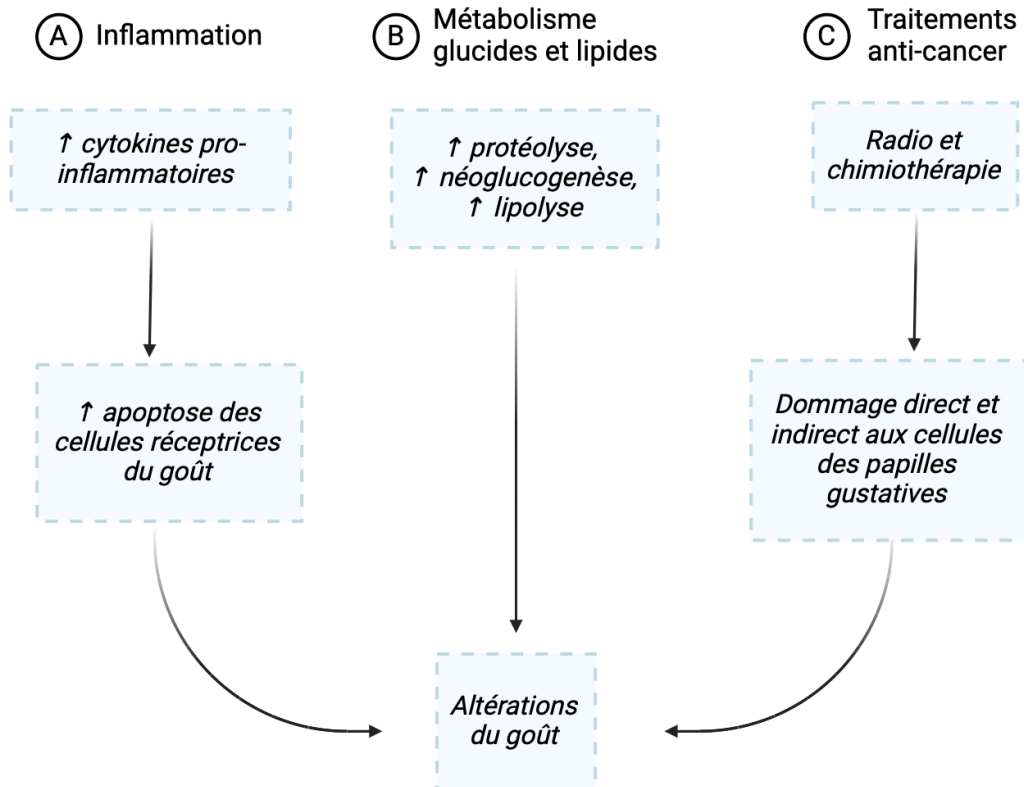 A Inflammation
B Métabolisme
glucides et lipides
C Traitements
anti-cancer
↑ cytokines pro-
inflammatoires
↑ protéolyse,
↑ néoglucogenèse,
↑ lipolyse
Radio et
chimiothérapie
↑ apoptose des
cellules réceptrices
du goût
Dommage direct et
indirect aux cellules
des papilles
gustatives
Altérations
du goût